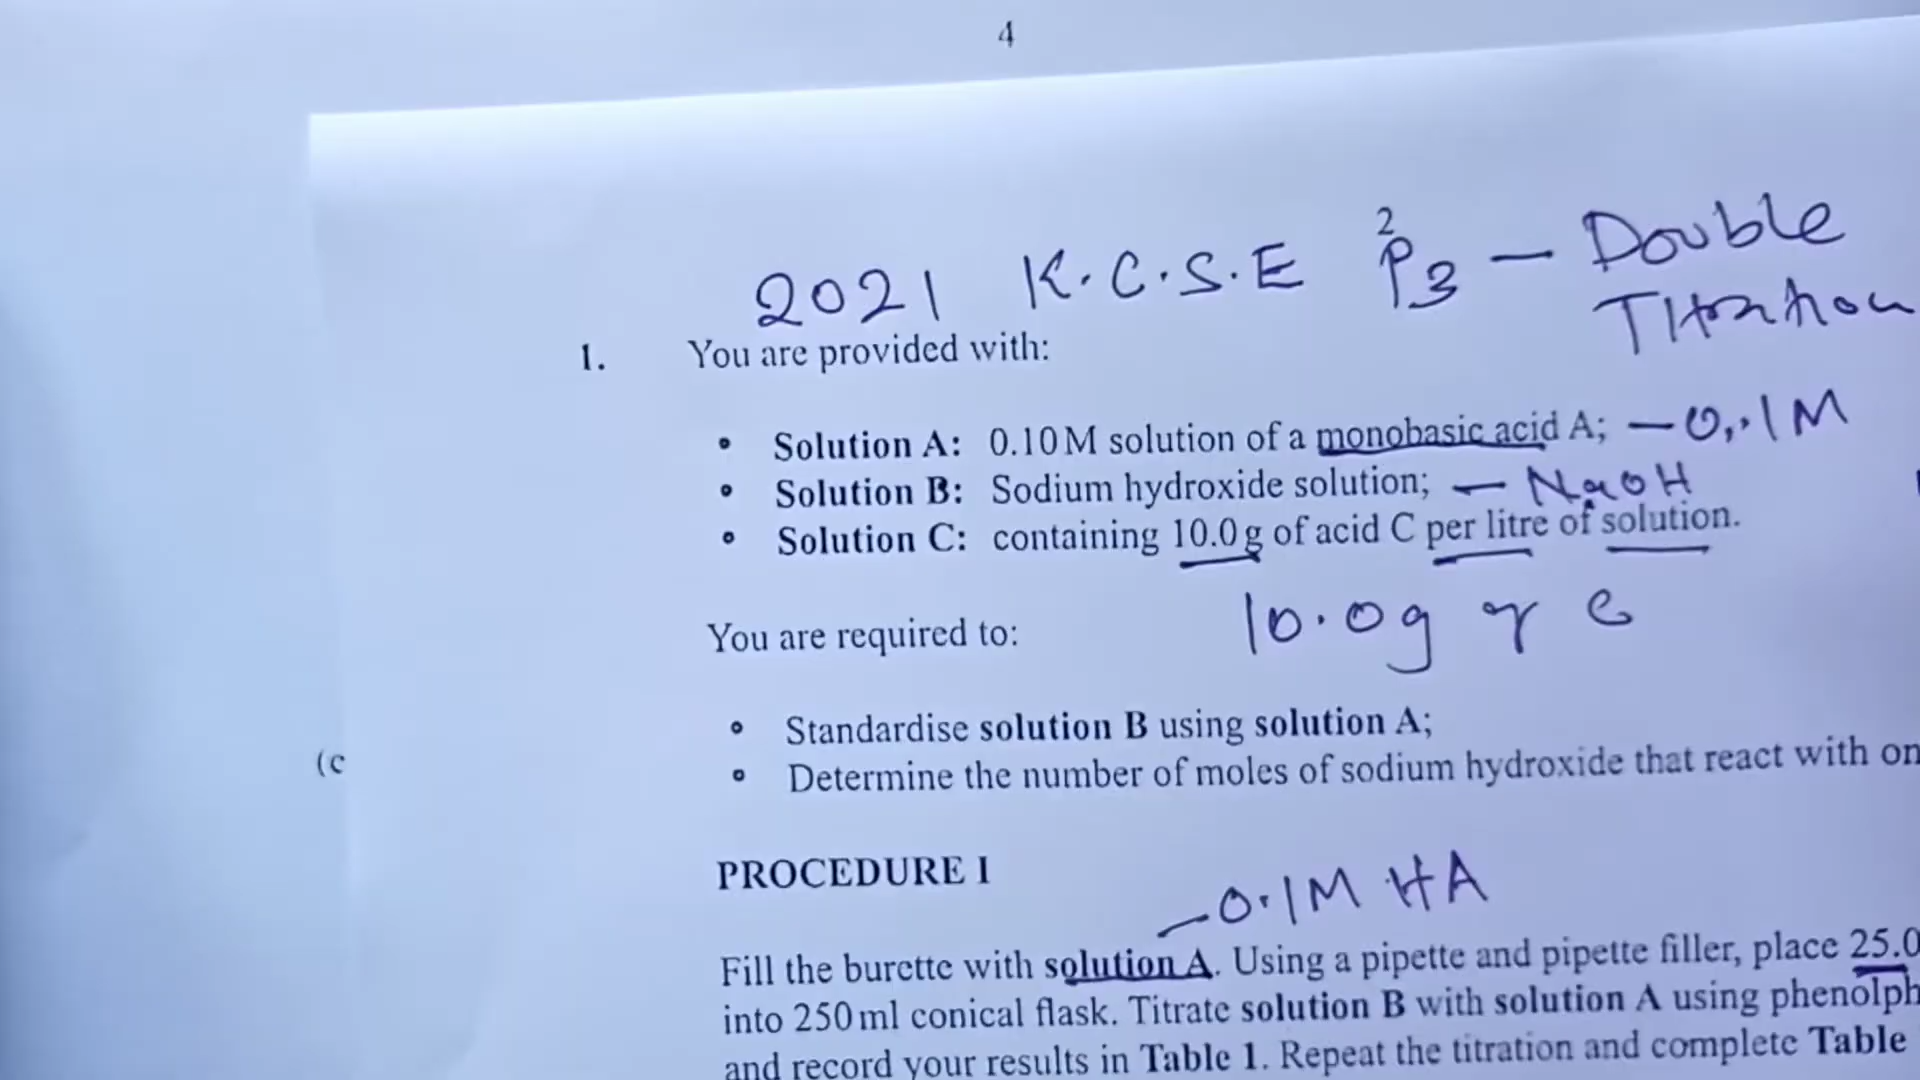 4
2021 K.C.S.E P2 3 — Double
Titration
1. You are provided with:
• Solution A: 0.10M solution of a monobasic acid A; — 0.1M
• Solution B: Sodium hydroxide solution; — NaOH
• Solution C: containing 10.0 g of acid C per litre of solution.
10.0g of C
You are required to:
• Standardise solution B using solution A;
• Determine the number of moles of sodium hydroxide that react with on
(c
PROCEDURE I
— 0.1M HA
Fill the burette with solution A. Using a pipette and pipette filler, place 25.0
into 250 ml conical flask. Titrate solution B with solution A using phenolph
and record your results in Table 1. Repeat the titration and complete Table